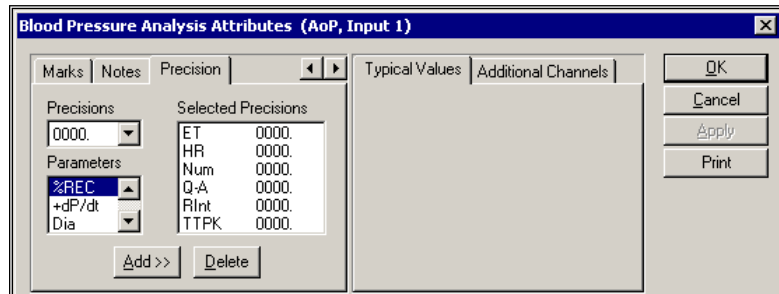 Blood Pressure Analysis Attributes (AoP, Input 1)
Marks Notes Precision
Typical Values Additional Channels
OK
Cancel
Apply
Print
Precisions
0000.
Parameters
%REC
+dP/dt
Dia
Selected Precisions
ET 0000.
HR 0000.
Num 0000.
Q-A 0000.
RInt 0000.
TTPK 0000.
Add >> Delete